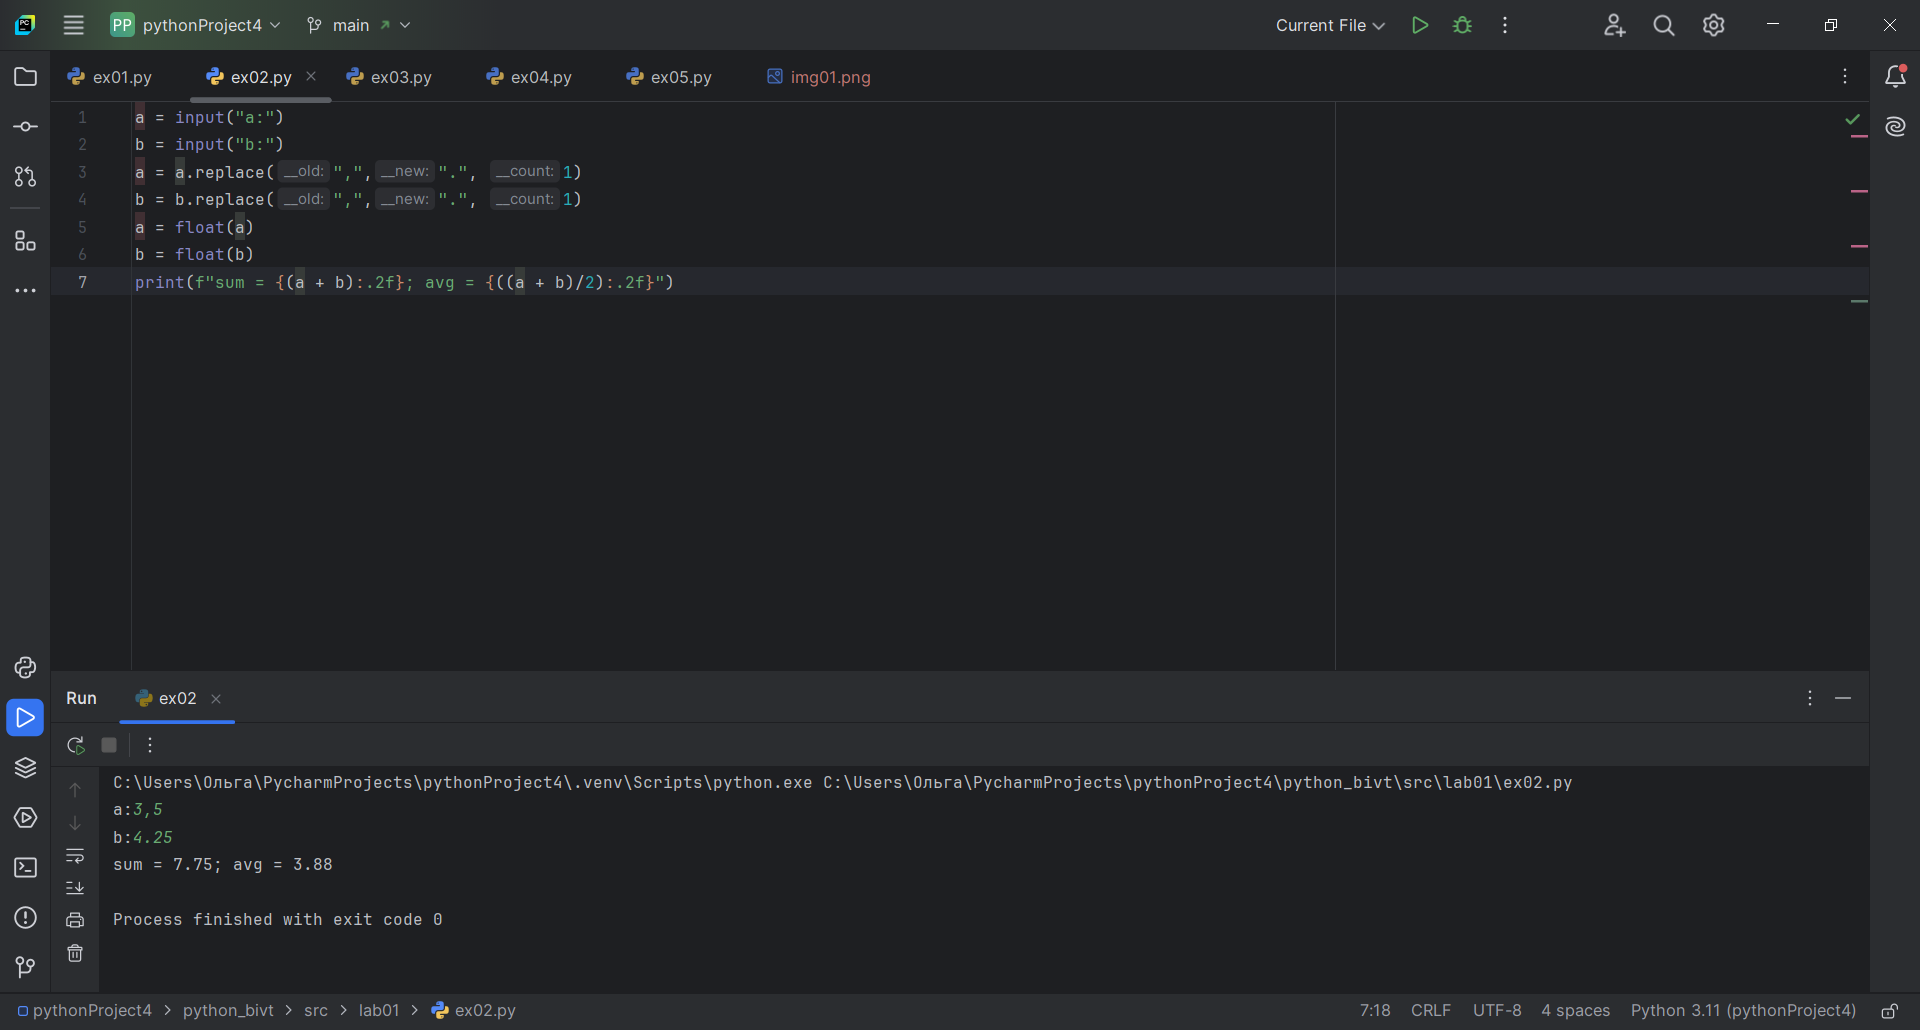 PC
PP pythonProject4 main Current File
ex01.py ex02.py ex03.py ex04.py ex05.py img01.png
1 a = input("a:")
2 b = input("b:")
3 a = a.replace( __old: ",", __new: ".", __count: 1)
4 b = b.replace( __old: ",", __new: ".", __count: 1)
5 a = float(a)
6 b = float(b)
7 print(f"sum = {(a + b):.2f}; avg = {((a + b)/2):.2f}")
Run ex02
C:\Users\Ольга\PycharmProjects\pythonProject4\.venv\Scripts\python.exe C:\Users\Ольга\PycharmProjects\pythonProject4\python_bivt\src\lab01\ex02.py
a:3,5
b:4.25
sum = 7.75; avg = 3.88
Process finished with exit code 0
pythonProject4 > python_bivt > src > lab01 > ex02.py 7:18 CRLF UTF-8 4 spaces Python 3.11 (pythonProject4)